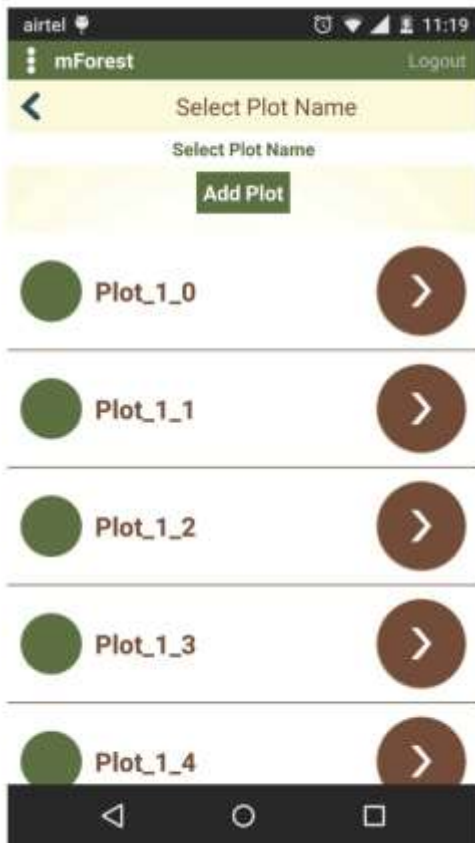 airtel 11:19
mForest Logout
Select Plot Name
Select Plot Name
Add Plot
Plot_1_0
Plot_1_1
Plot_1_2
Plot_1_3
Plot_1_4